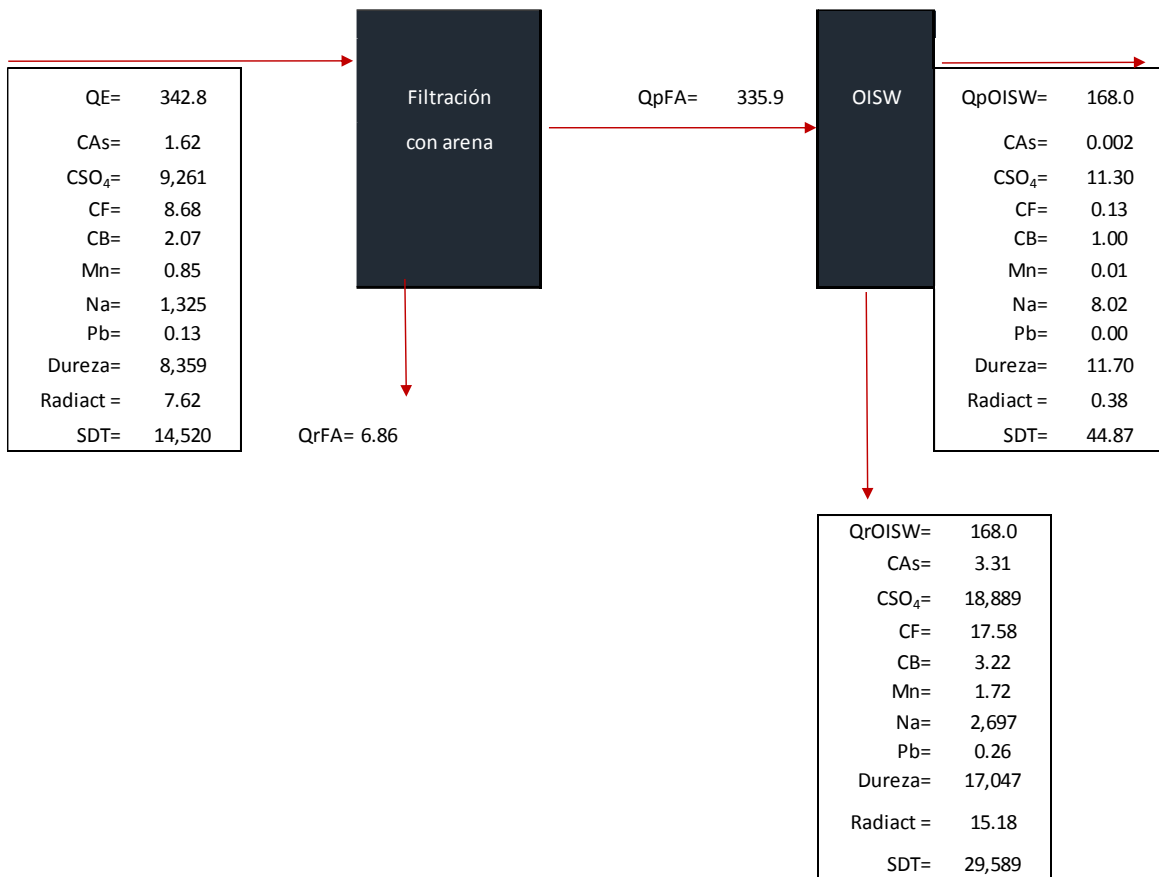 QE= 342.8
CAs= 1.62
CSO₄= 9,261
CF= 8.68
CB= 2.07
Mn= 0.85
Na= 1,325
Pb= 0.13
Dureza= 8,359
Radiact = 7.62
SDT= 14,520
Filtración
con arena
QrFA= 6.86
QpFA= 335.9
OISW
QpOISW= 168.0
CAs= 0.002
CSO₄= 11.30
CF= 0.13
CB= 1.00
Mn= 0.01
Na= 8.02
Pb= 0.00
Dureza= 11.70
Radiact = 0.38
SDT= 44.87
QrOISW= 168.0
CAs= 3.31
CSO₄= 18,889
CF= 17.58
CB= 3.22
Mn= 1.72
Na= 2,697
Pb= 0.26
Dureza= 17,047
Radiact = 15.18
SDT= 29,589